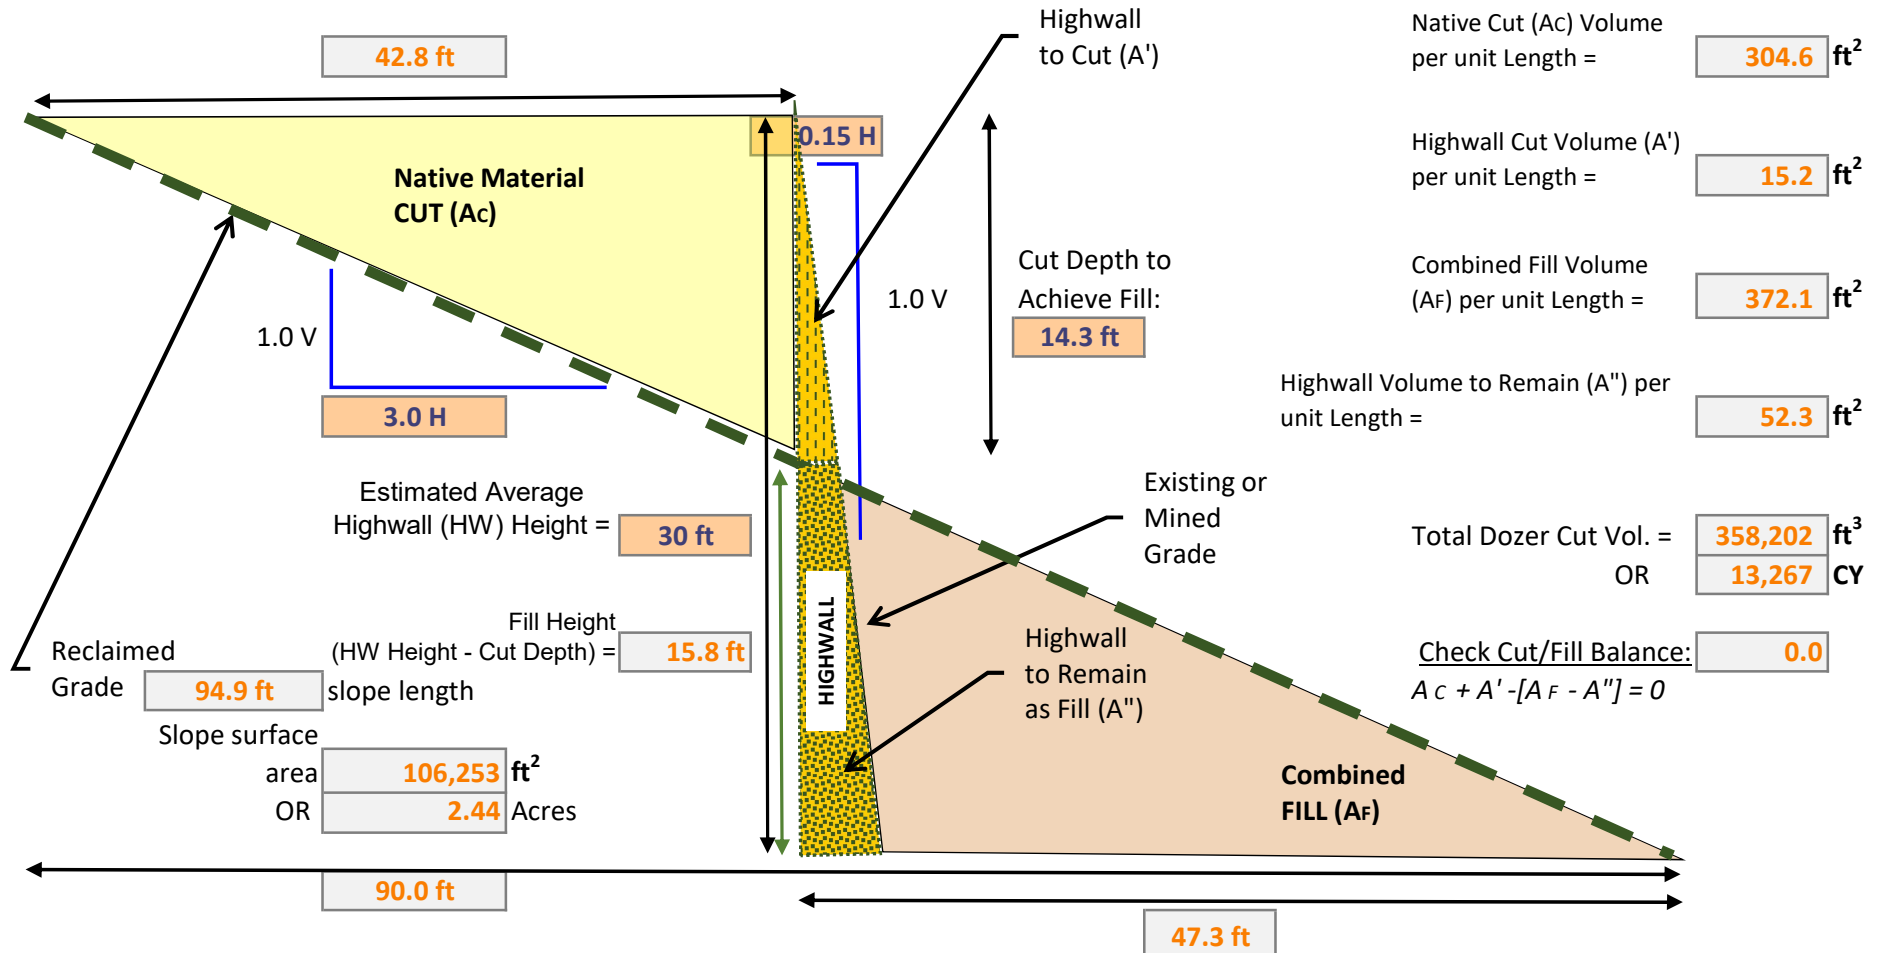 42.8 ft
Highwall
to Cut (A')
Native Cut (AC) Volume
per unit Length =
304.6 ft²
0.15 H
Native Material
CUT (AC)
Highwall Cut Volume (A')
per unit Length =
15.2 ft²
Cut Depth to
Achieve Fill:
14.3 ft
1.0 V
1.0 V
3.0 H
Combined Fill Volume
(AF) per unit Length =
372.1 ft²
Highwall Volume to Remain (A") per
unit Length =
52.3 ft²
Estimated Average
Highwall (HW) Height =
30 ft
Existing or
Mined
Grade
Total Dozer Cut Vol. =
358,202 ft³
OR
13,267 CY
HIGHWALL
Fill Height
(HW Height - Cut Depth) =
15.8 ft
Highwall
to Remain
as Fill (A")
Check Cut/Fill Balance:
0.0
A C + A' -[A F - A"] = 0
Reclaimed
Grade
94.9 ft slope length
Slope surface
area
106,253 ft²
OR
2.44 Acres
Combined
FILL (AF)
90.0 ft
47.3 ft